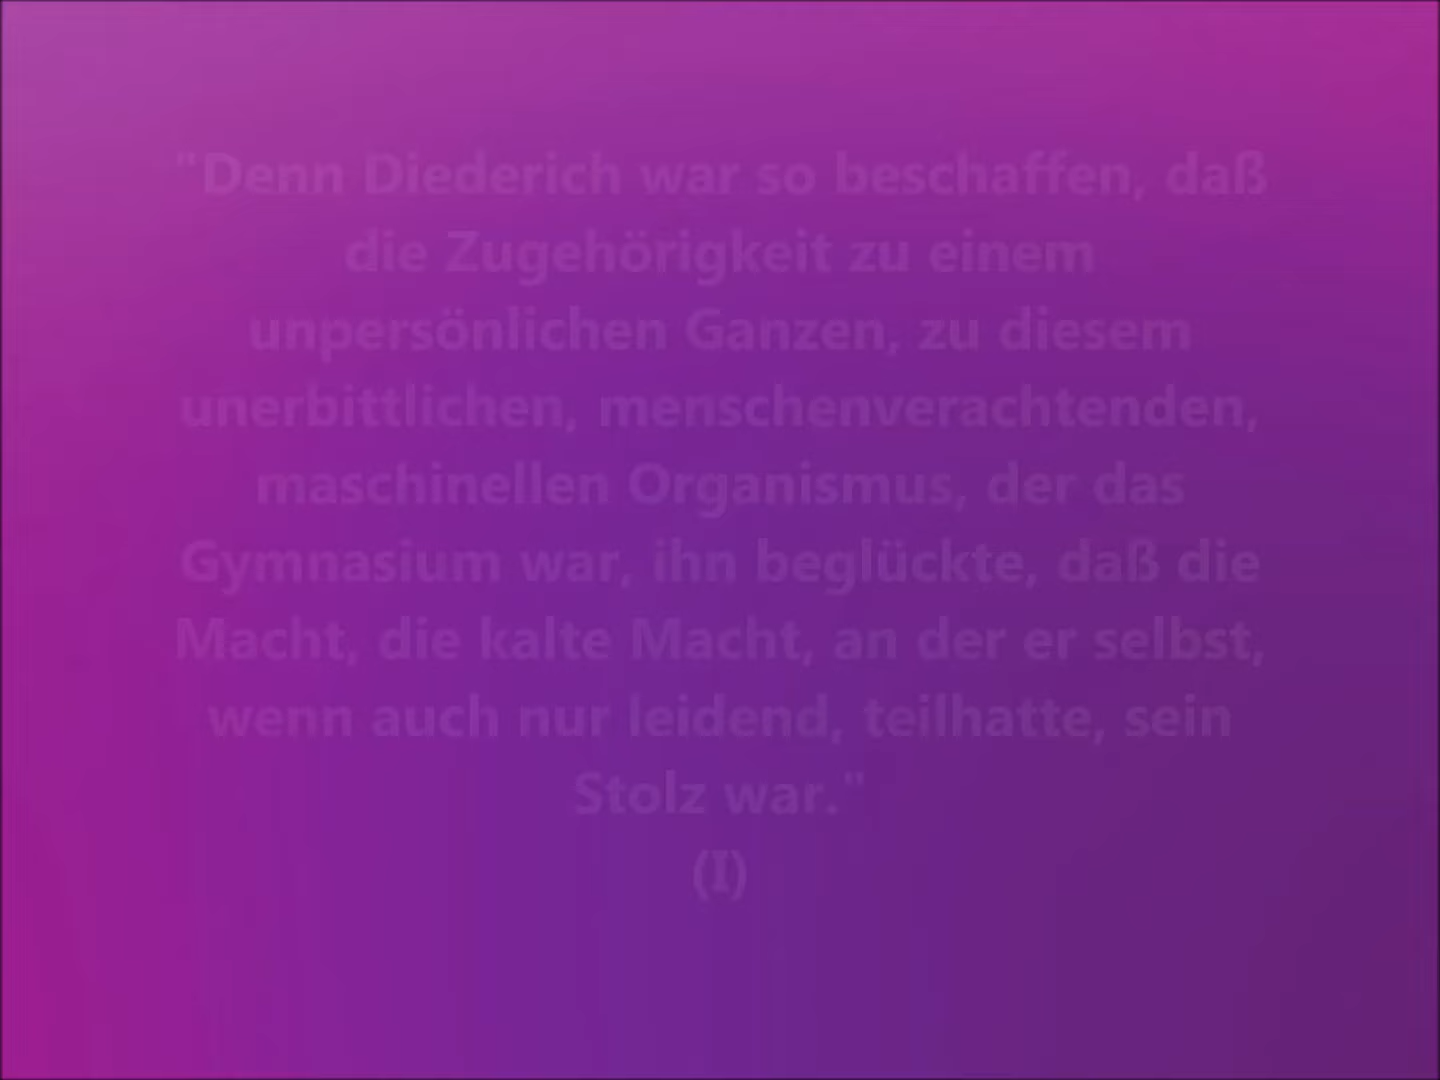 "Denn Diederich war so beschaffen, daß
die Zugehörigkeit zu einem
unpersönlichen Ganzen, zu diesem
unerbittlichen, menschenverachtenden,
maschinellen Organismus, der das
Gymnasium war, ihn beglückte, daß die
Macht, die kalte Macht, an der er selbst,
wenn auch nur leidend, teilhatte, sein
Stolz war."
(I)